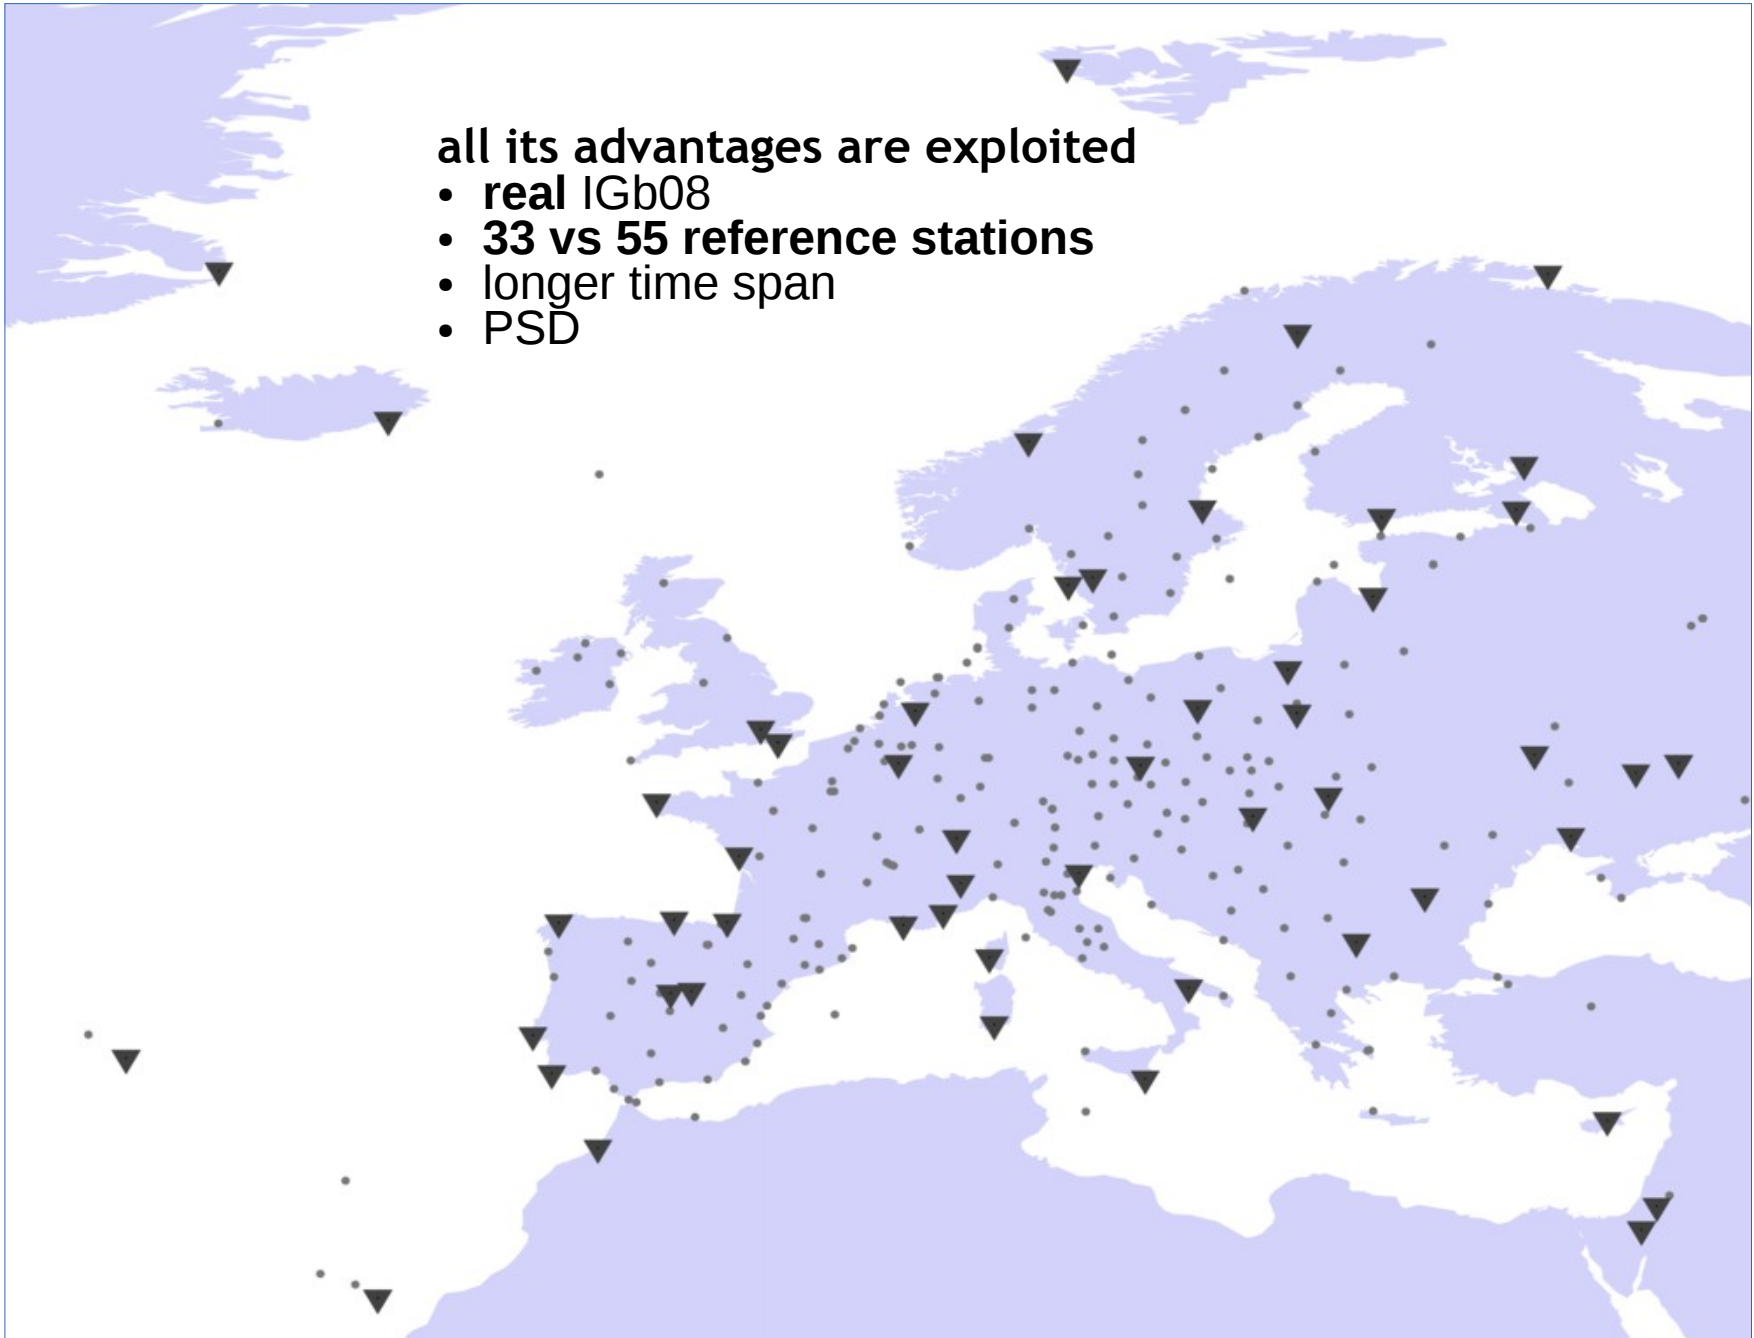 all its advantages are exploited
• real IGb08
• 33 vs 55 reference stations
• longer time span
• PSD